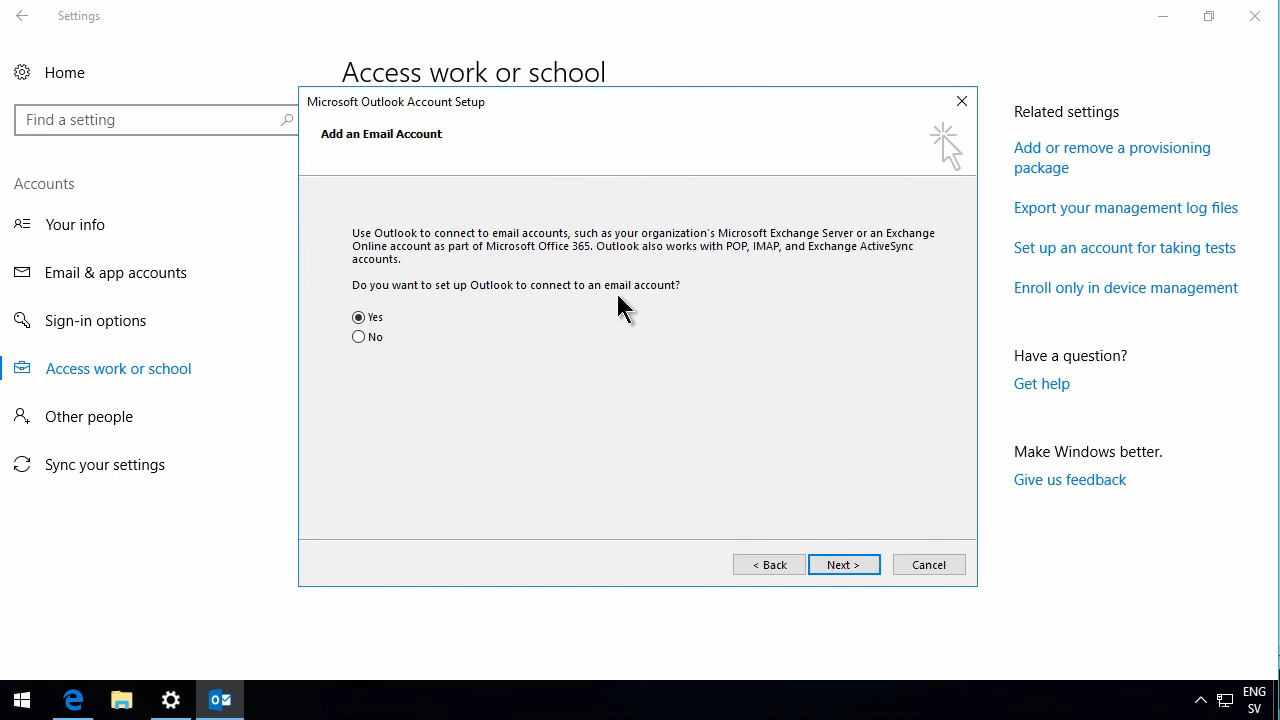 Settings
Home
Find a setting
Accounts
Your info
Email & app accounts
Sign-in options
Access work or school
Other people
Sync your settings
Access work or school
Microsoft Outlook Account Setup
Add an Email Account
Use Outlook to connect to email accounts, such as your organization's Microsoft Exchange Server or an Exchange
Online account as part of Microsoft Office 365. Outlook also works with POP, IMAP, and Exchange ActiveSync
accounts.
Do you want to set up Outlook to connect to an email account?
Yes
No
< Back
Next >
Cancel
Related settings
Add or remove a provisioning
package
Export your management log files
Set up an account for taking tests
Enroll only in device management
Have a question?
Get help
Make Windows better.
Give us feedback
ENG
SV